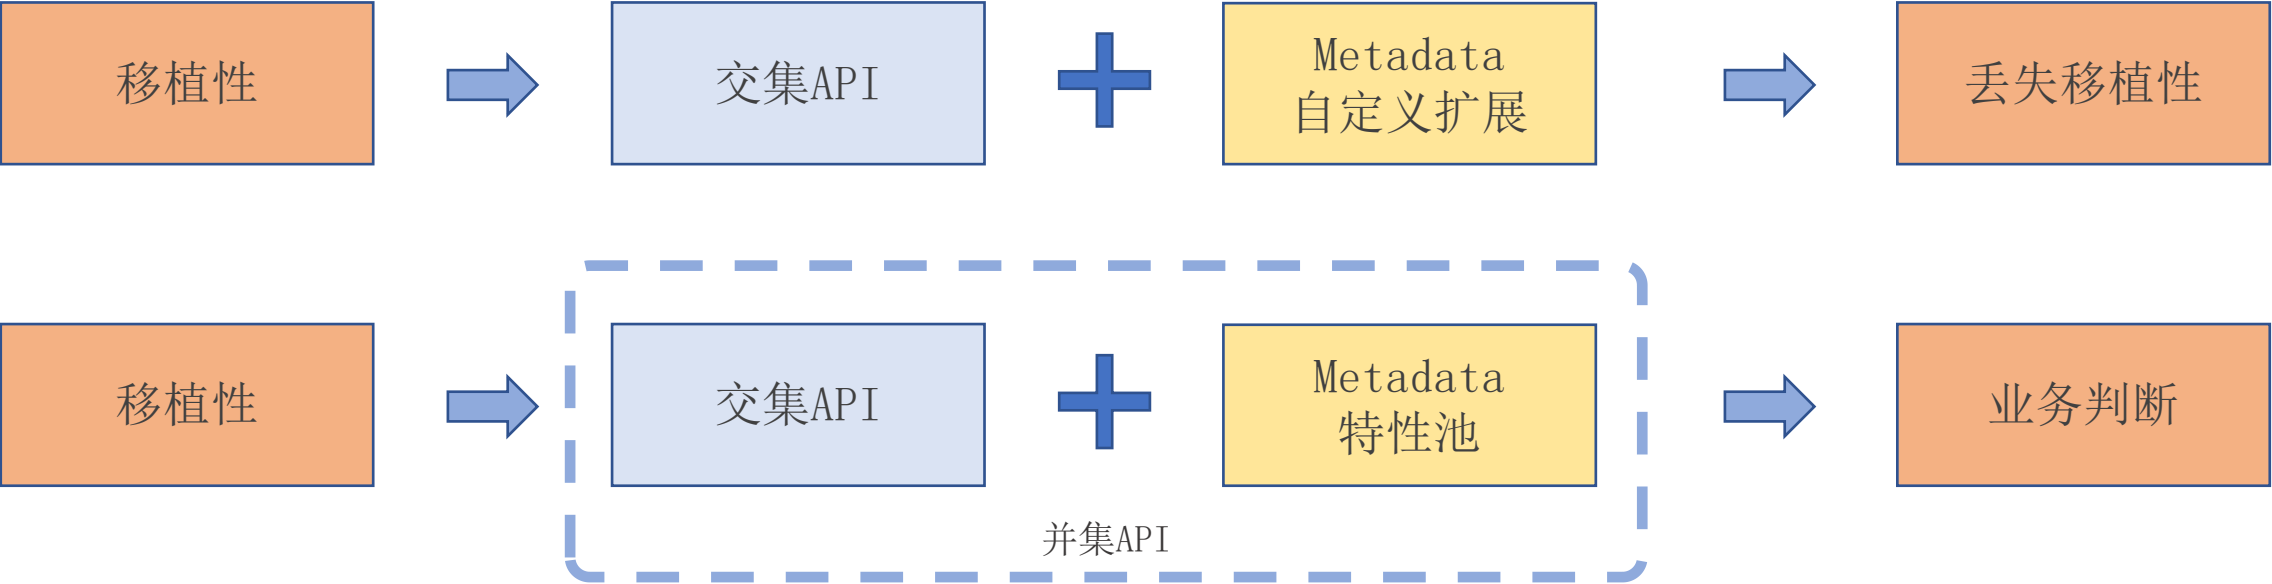 移植性
交集API
Metadata
自定义扩展
丢失移植性
移植性
交集API
Metadata
特性池
业务判断
并集API